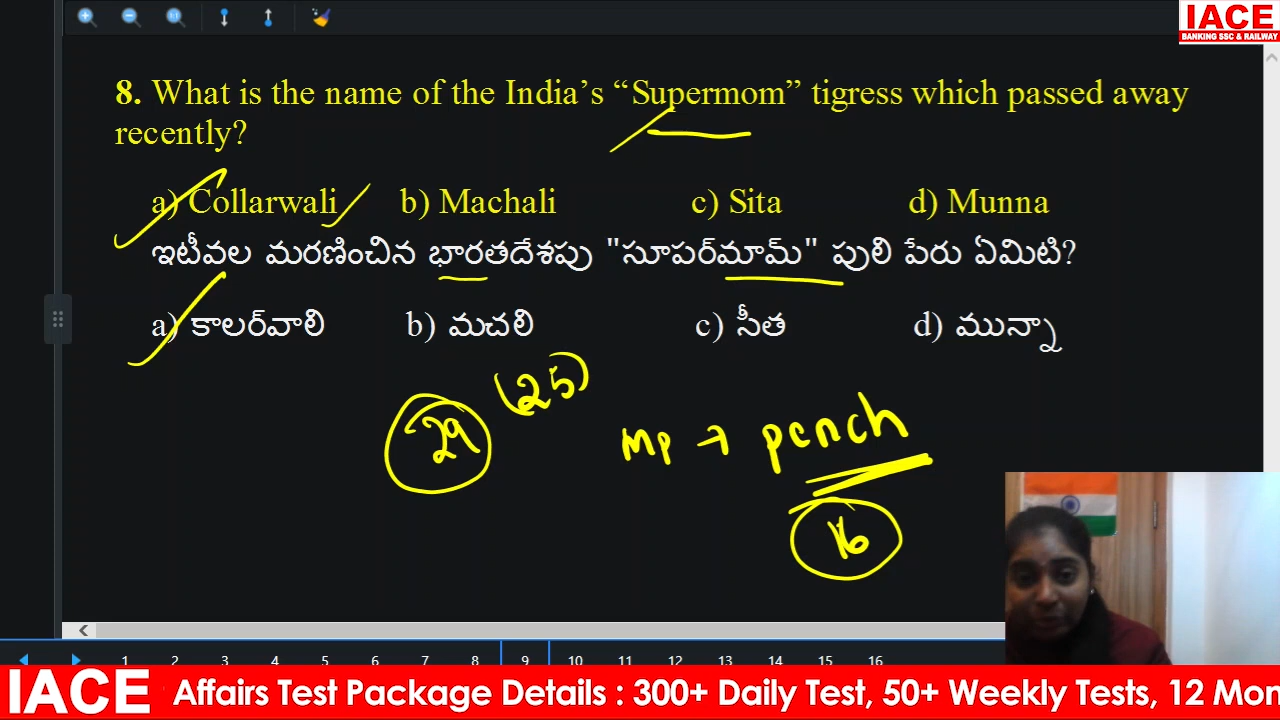 IACE
BANKING SSC & RAILWAY
8. What is the name of the India's “Supermom” tigress which passed away
recently?
a) Collarwali b) Machali c) Sita d) Munna
ఇటీవల మరణించిన భారతదేశపు "సూపర్‌మామ్" పులి పేరు ఏమిటి?
a) కాలర్‌వాలి b) మచలి c) సీత d) మున్నా
29 (25)
MP → pench
16
1 2 3 4 5 6 7 8 9 10 11 12 13 14 15 16
IACE Affairs Test Package Details : 300+ Daily Test, 50+ Weekly Tests, 12 Mon